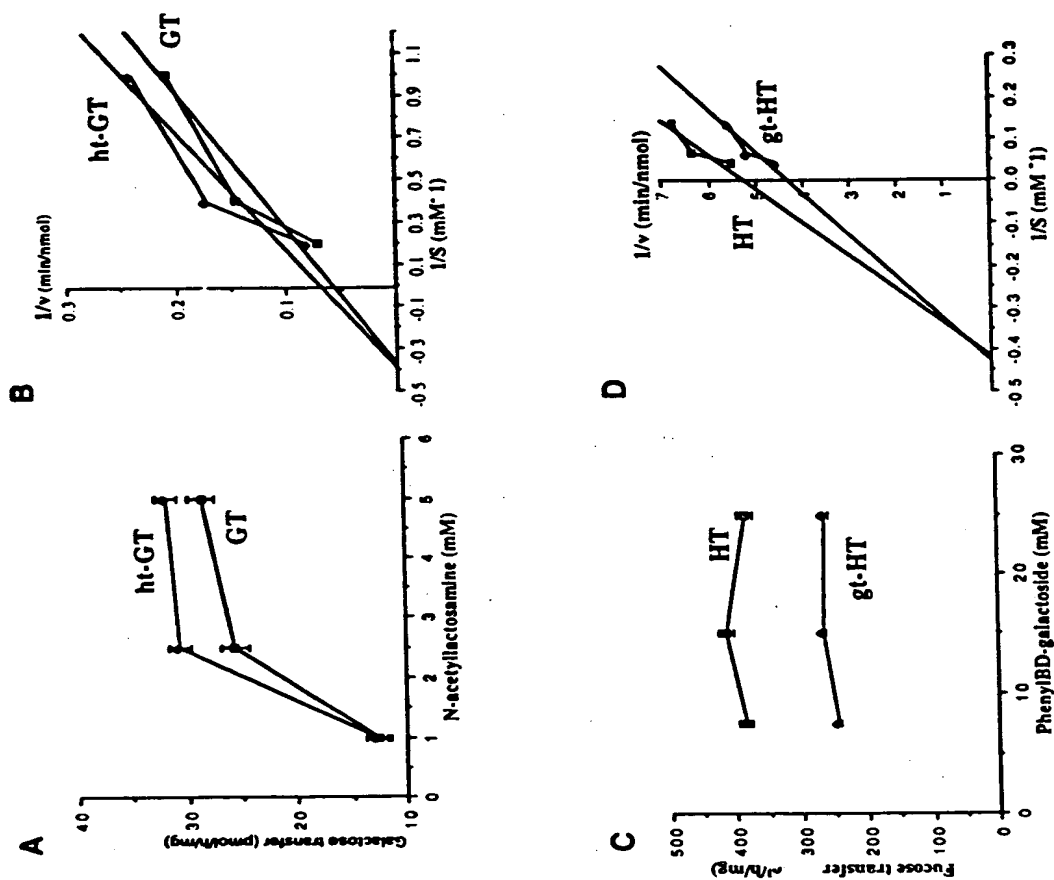 A
40
30
20
10
Galactose transfer (pmol/h/mg)
ht-GT
GT
0
1
2
3
4
5
6
N-acetyllactosamine (mM)
B
1/v (min/nmol)
0.3
0.2
0.1
ht-GT
GT
-0.5
-0.3
-0.1
0.1
0.3
0.5
0.7
0.9
1.1
1/S (mM^-1)
C
500
400
300
200
100
0
Fucose transfer
/h/mg)
HT
gt-HT
0
10
20
30
PhenylBD-galactoside (mM)
D
1/v (min/nmol)
7
6
5
4
3
2
1
HT
gt-HT
-0.5
-0.4
-0.3
-0.2
-0.1
0.0
0.1
0.2
0.3
1/S (mM^-1)